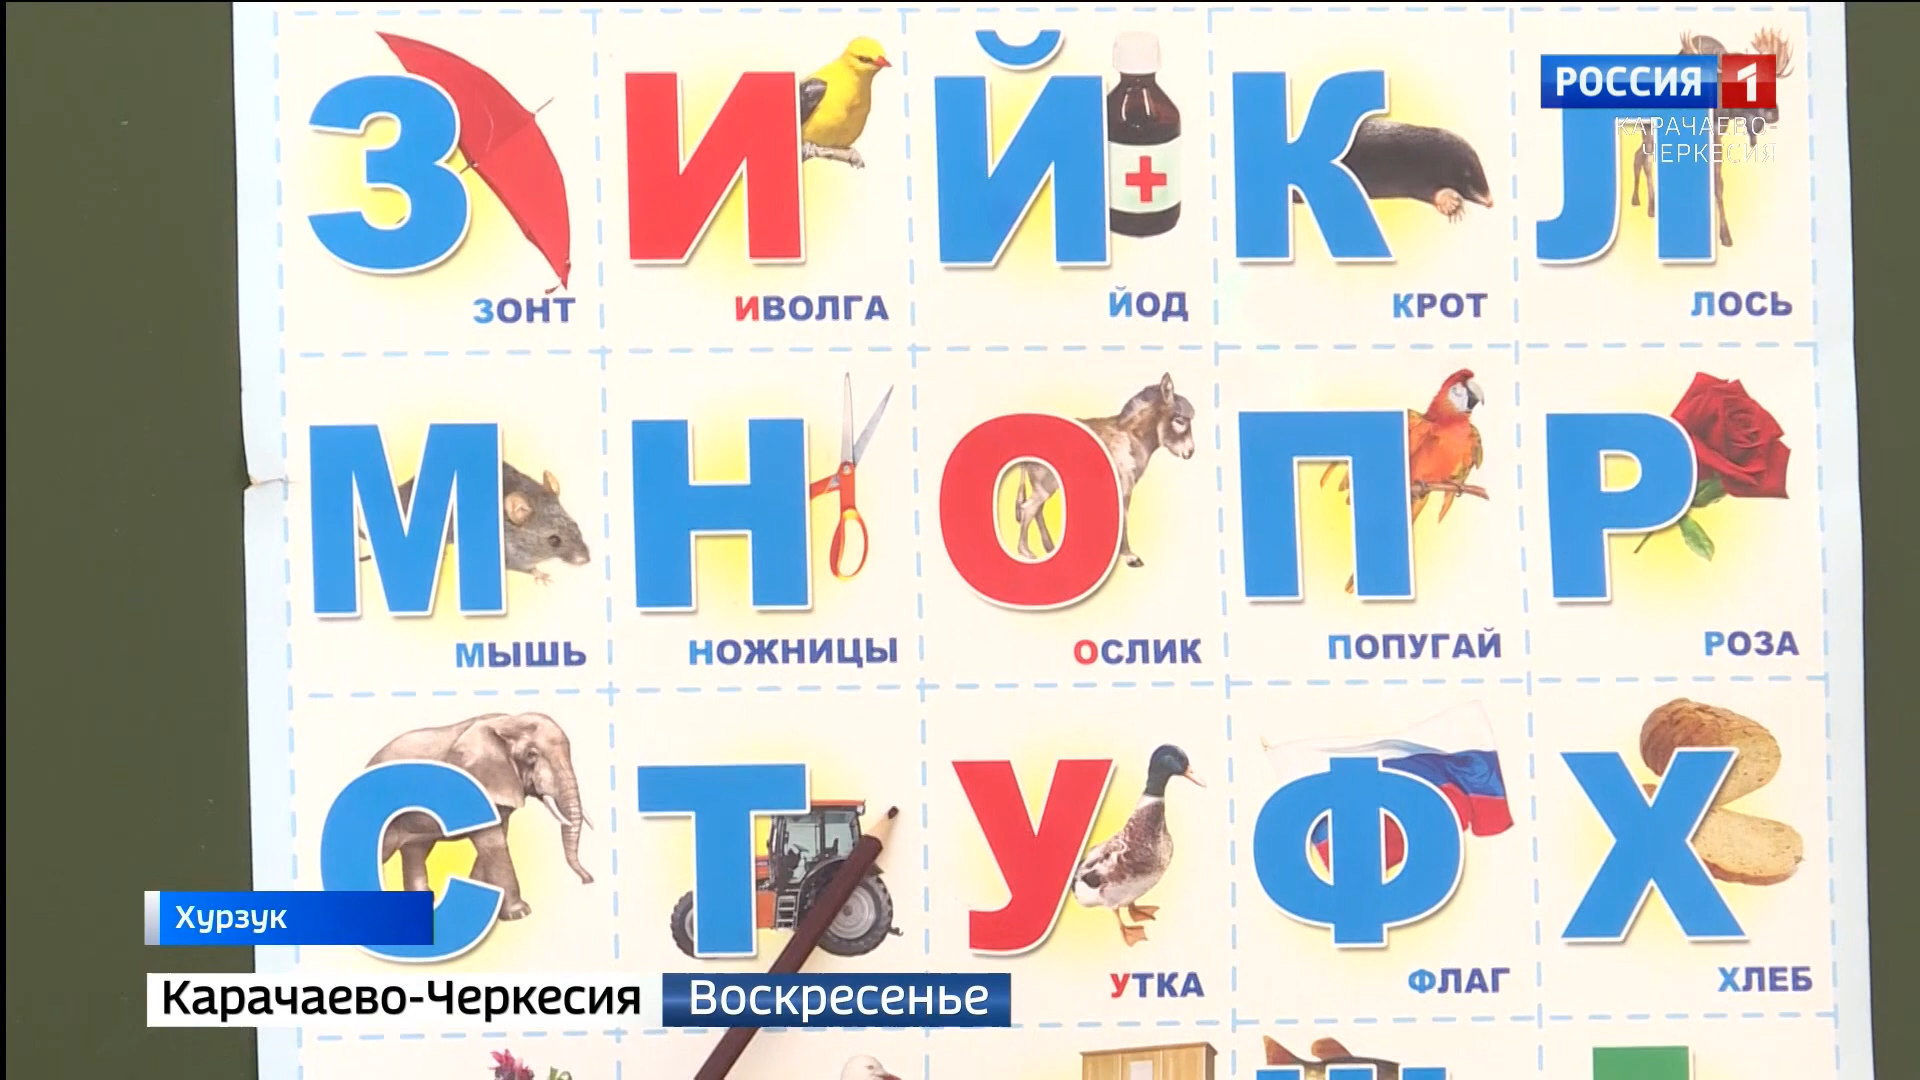 РОССИЯ 1
КАРАЧАЕВО-
ЧЕРКЕСИЯ
З И Й К Л
ЗОНТ ИВОЛГА ЙОД КРОТ ЛОСЬ
М Н О П Р
МЫШЬ НОЖНИЦЫ ОСЛИК ПОПУГАЙ РОЗА
С Т У Ф Х
УТКА ФЛАГ ХЛЕБ
Хурзук
Карачаево-Черкесия Воскресенье